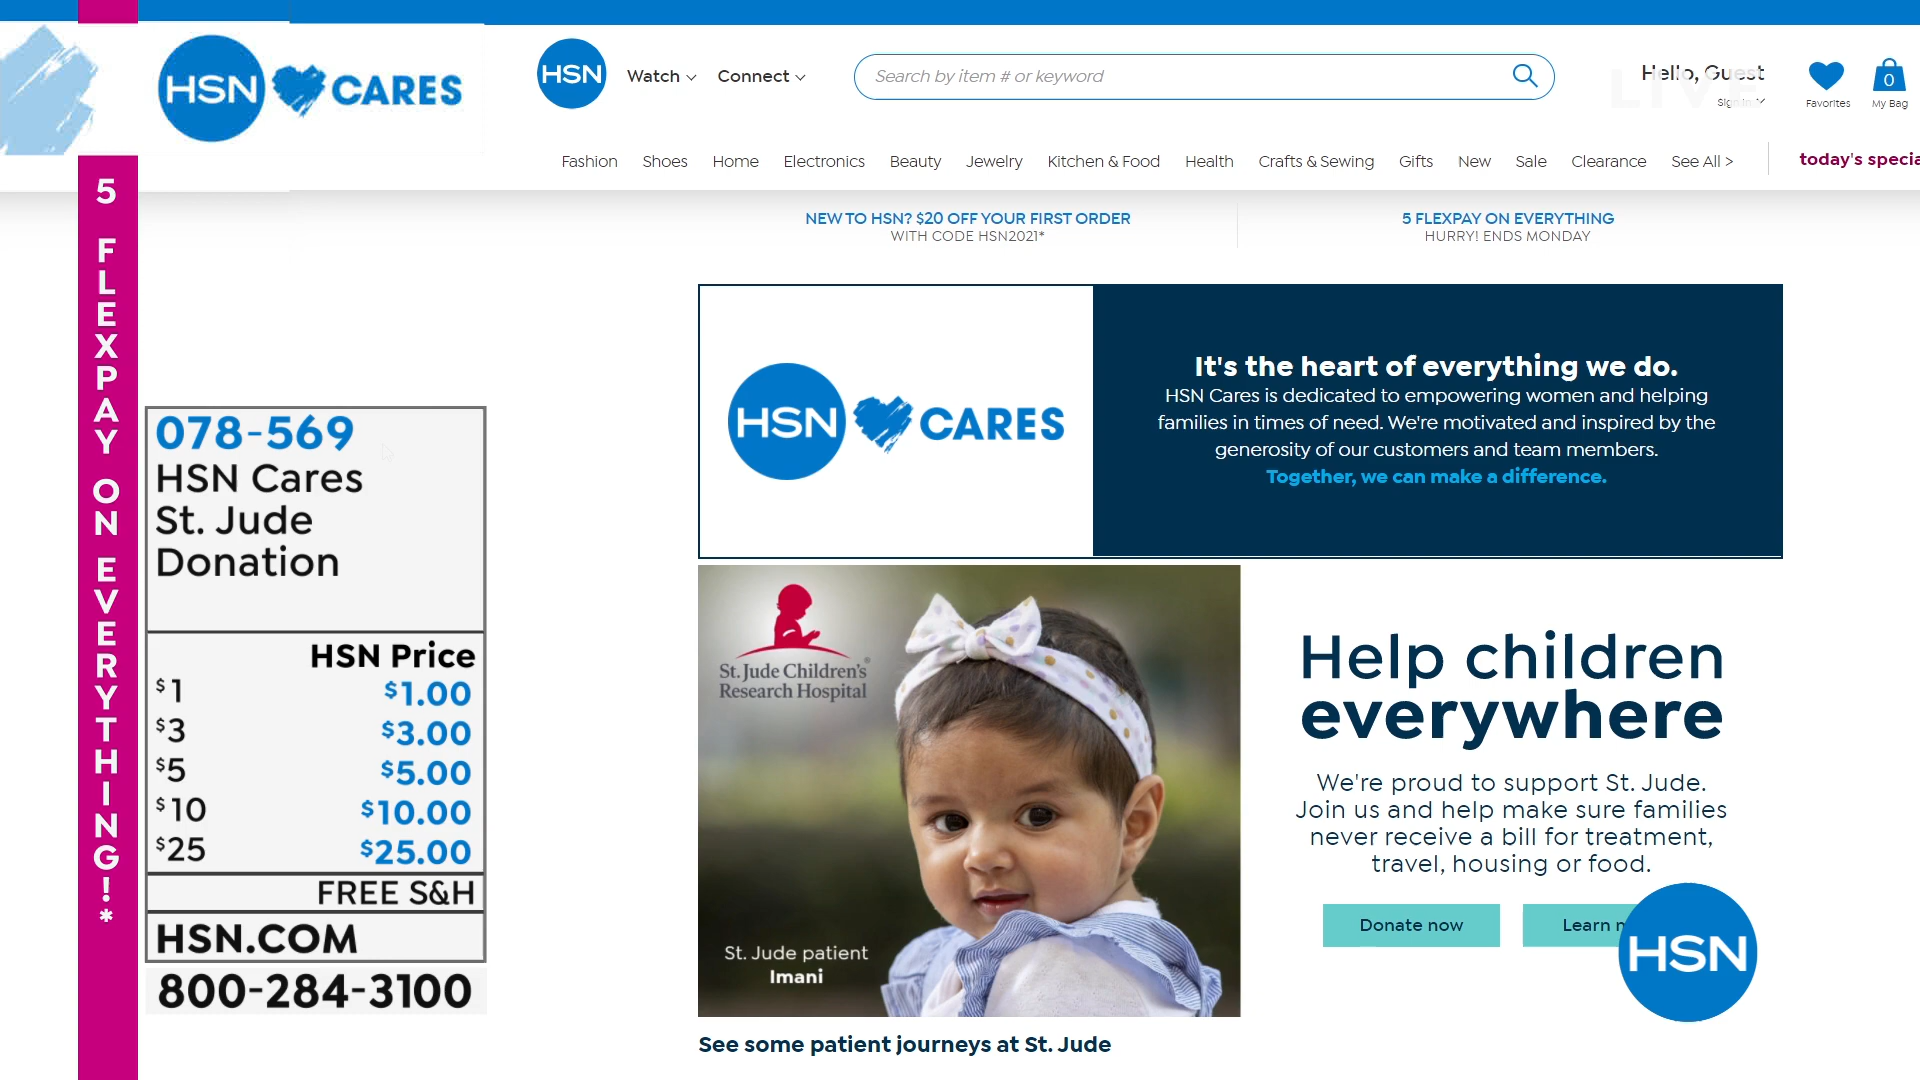 HSN CARES
HSN
Watch
Connect
Search by item # or keyword
Hello, Guest
Sign In
LIVE
Favorites
0
My Bag
Fashion
Shoes
Home
Electronics
Beauty
Jewelry
Kitchen & Food
Health
Crafts & Sewing
Gifts
New
Sale
Clearance
See All >
today's specia
NEW TO HSN? $20 OFF YOUR FIRST ORDER
WITH CODE HSN2021*
5 FLEXPAY ON EVERYTHING
HURRY! ENDS MONDAY
5 FLEXPAY ON EVERYTHING!*
078-569
HSN Cares
St. Jude
Donation
HSN Price
$1 $1.00
$3 $3.00
$5 $5.00
$10 $10.00
$25 $25.00
FREE S&H
HSN.COM
800-284-3100
HSN CARES
It's the heart of everything we do.
HSN Cares is dedicated to empowering women and helping
families in times of need. We're motivated and inspired by the
generosity of our customers and team members.
Together, we can make a difference.
St. Jude Children's®
Research Hospital
St. Jude patient
Imani
Help children
everywhere
We're proud to support St. Jude.
Join us and help make sure families
never receive a bill for treatment,
travel, housing or food.
Donate now
Learn
HSN
See some patient journeys at St. Jude